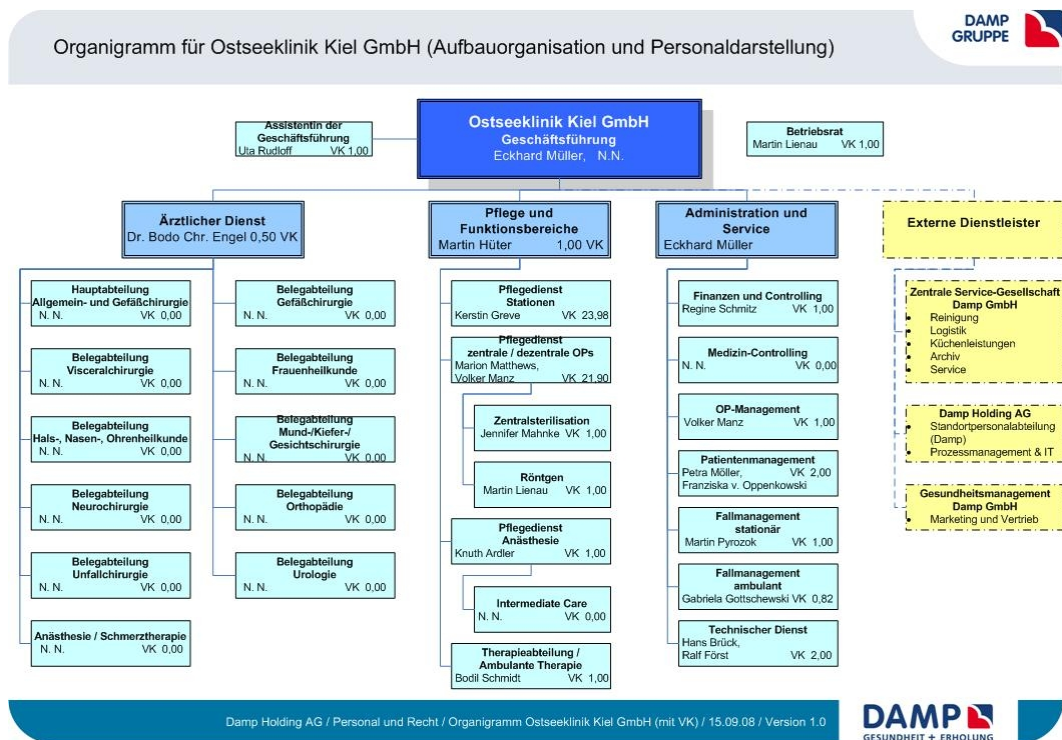 Organigramm für Ostseeklinik Kiel GmbH (Aufbauorganisation und Personaldarstellung)
DAMP
GRUPPE
Assistentin der
Geschäftsführung
Uta Rudloff VK 1,00
Ostseeklinik Kiel GmbH
Geschäftsführung
Eckhard Müller, N.N.
Betriebsrat
Martin Lienau VK 1,00
Ärztlicher Dienst
Dr. Bodo Chr. Engel 0,50 VK
Pflege und
Funktionsbereiche
Martin Hüter 1,00 VK
Administration und
Service
Eckhard Müller
Externe Dienstleister
Hauptabteilung
Allgemein- und Gefäßchirurgie
N. N. VK 0,00
Belegabteilung
Visceralchirurgie
N. N. VK 0,00
Belegabteilung
Hals-, Nasen-, Ohrenheilkunde
N. N. VK 0,00
Belegabteilung
Neurochirurgie
N. N. VK 0,00
Belegabteilung
Unfallchirurgie
N. N. VK 0,00
Anästhesie / Schmerztherapie
N. N. VK 0,00
Belegabteilung
Gefäßchirurgie
N. N. VK 0,00
Belegabteilung
Frauenheilkunde
N. N. VK 0,00
Belegabteilung
Mund-/Kiefer-/
Gesichtschirurgie
N. N. VK 0,00
Belegabteilung
Orthopädie
N. N. VK 0,00
Belegabteilung
Urologie
N. N. VK 0,00
Pflegedienst
Stationen
Kerstin Greve VK 23,98
Pflegedienst
zentrale / dezentrale OPs
Marion Matthews,
Volker Manz VK 21,90
Zentralsterilisation
Jennifer Mahnke VK 1,00
Röntgen
Martin Lienau VK 1,00
Pflegedienst
Anästhesie
Knuth Ardler VK 1,00
Intermediate Care
N. N. VK 0,00
Therapieabteilung /
Ambulante Therapie
Bodil Schmidt VK 1,00
Finanzen und Controlling
Regine Schmitz VK 1,00
Medizin-Controlling
N. N. VK 0,00
OP-Management
Volker Manz VK 1,00
Patientenmanagement
Petra Möller, VK 2,00
Franziska v. Oppenkowski
Fallmanagement
stationär
Martin Pyrozok VK 1,00
Fallmanagement
ambulant
Gabriela Gottschewski VK 0,82
Technischer Dienst
Hans Brück,
Ralf Först VK 2,00
Zentrale Service-Gesellschaft
Damp GmbH
• Reinigung
• Logistik
• Küchenleistungen
• Archiv
• Service
Damp Holding AG
• Standortpersonalabteilung
(Damp)
• Prozessmanagement & IT
Gesundheitsmanagement
Damp GmbH
• Marketing und Vertrieb
Damp Holding AG / Personal und Recht / Organigramm Ostseeklinik Kiel GmbH (mit VK) / 15.09.08 / Version 1.0
DAMP
GESUNDHEIT + ERHOLUNG